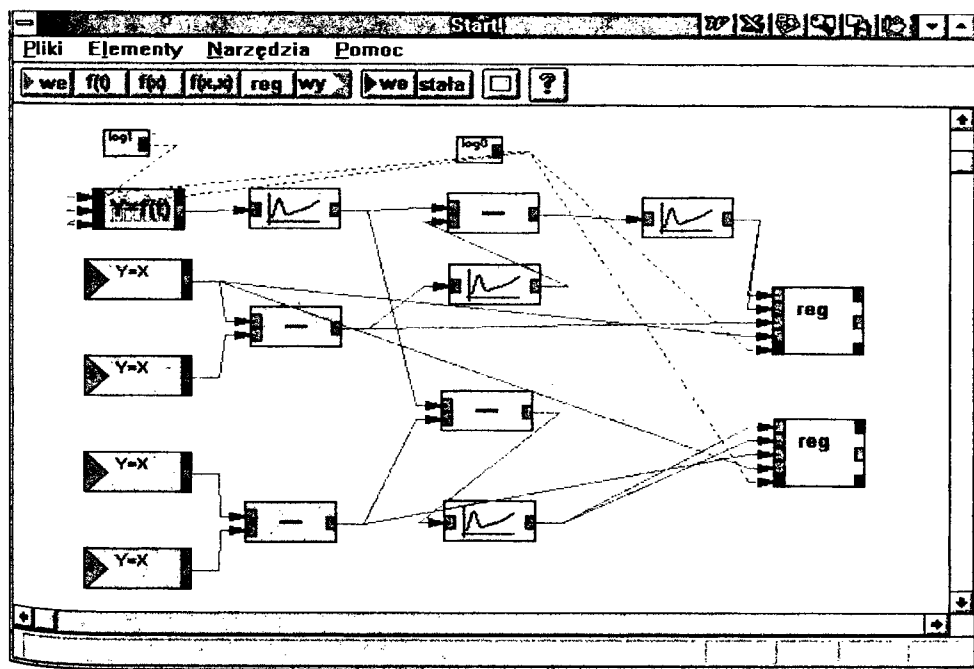 Start!
Pliki Elementy Narzędzia Pomoc
we f(t) f(x) f(x,x) reg wy we stała ?
log1 log0
Y=f(t)
Y=X
reg
Y=X
reg
Y=X
Y=X